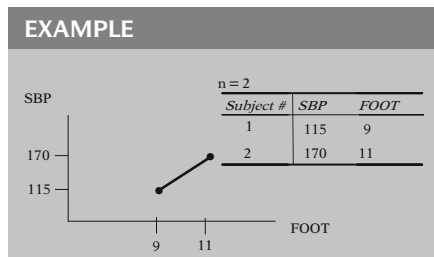 EXAMPLE
n = 2
Subject # SBP FOOT
1 115 9
2 170 11
SBP
170
115
9 11
FOOT